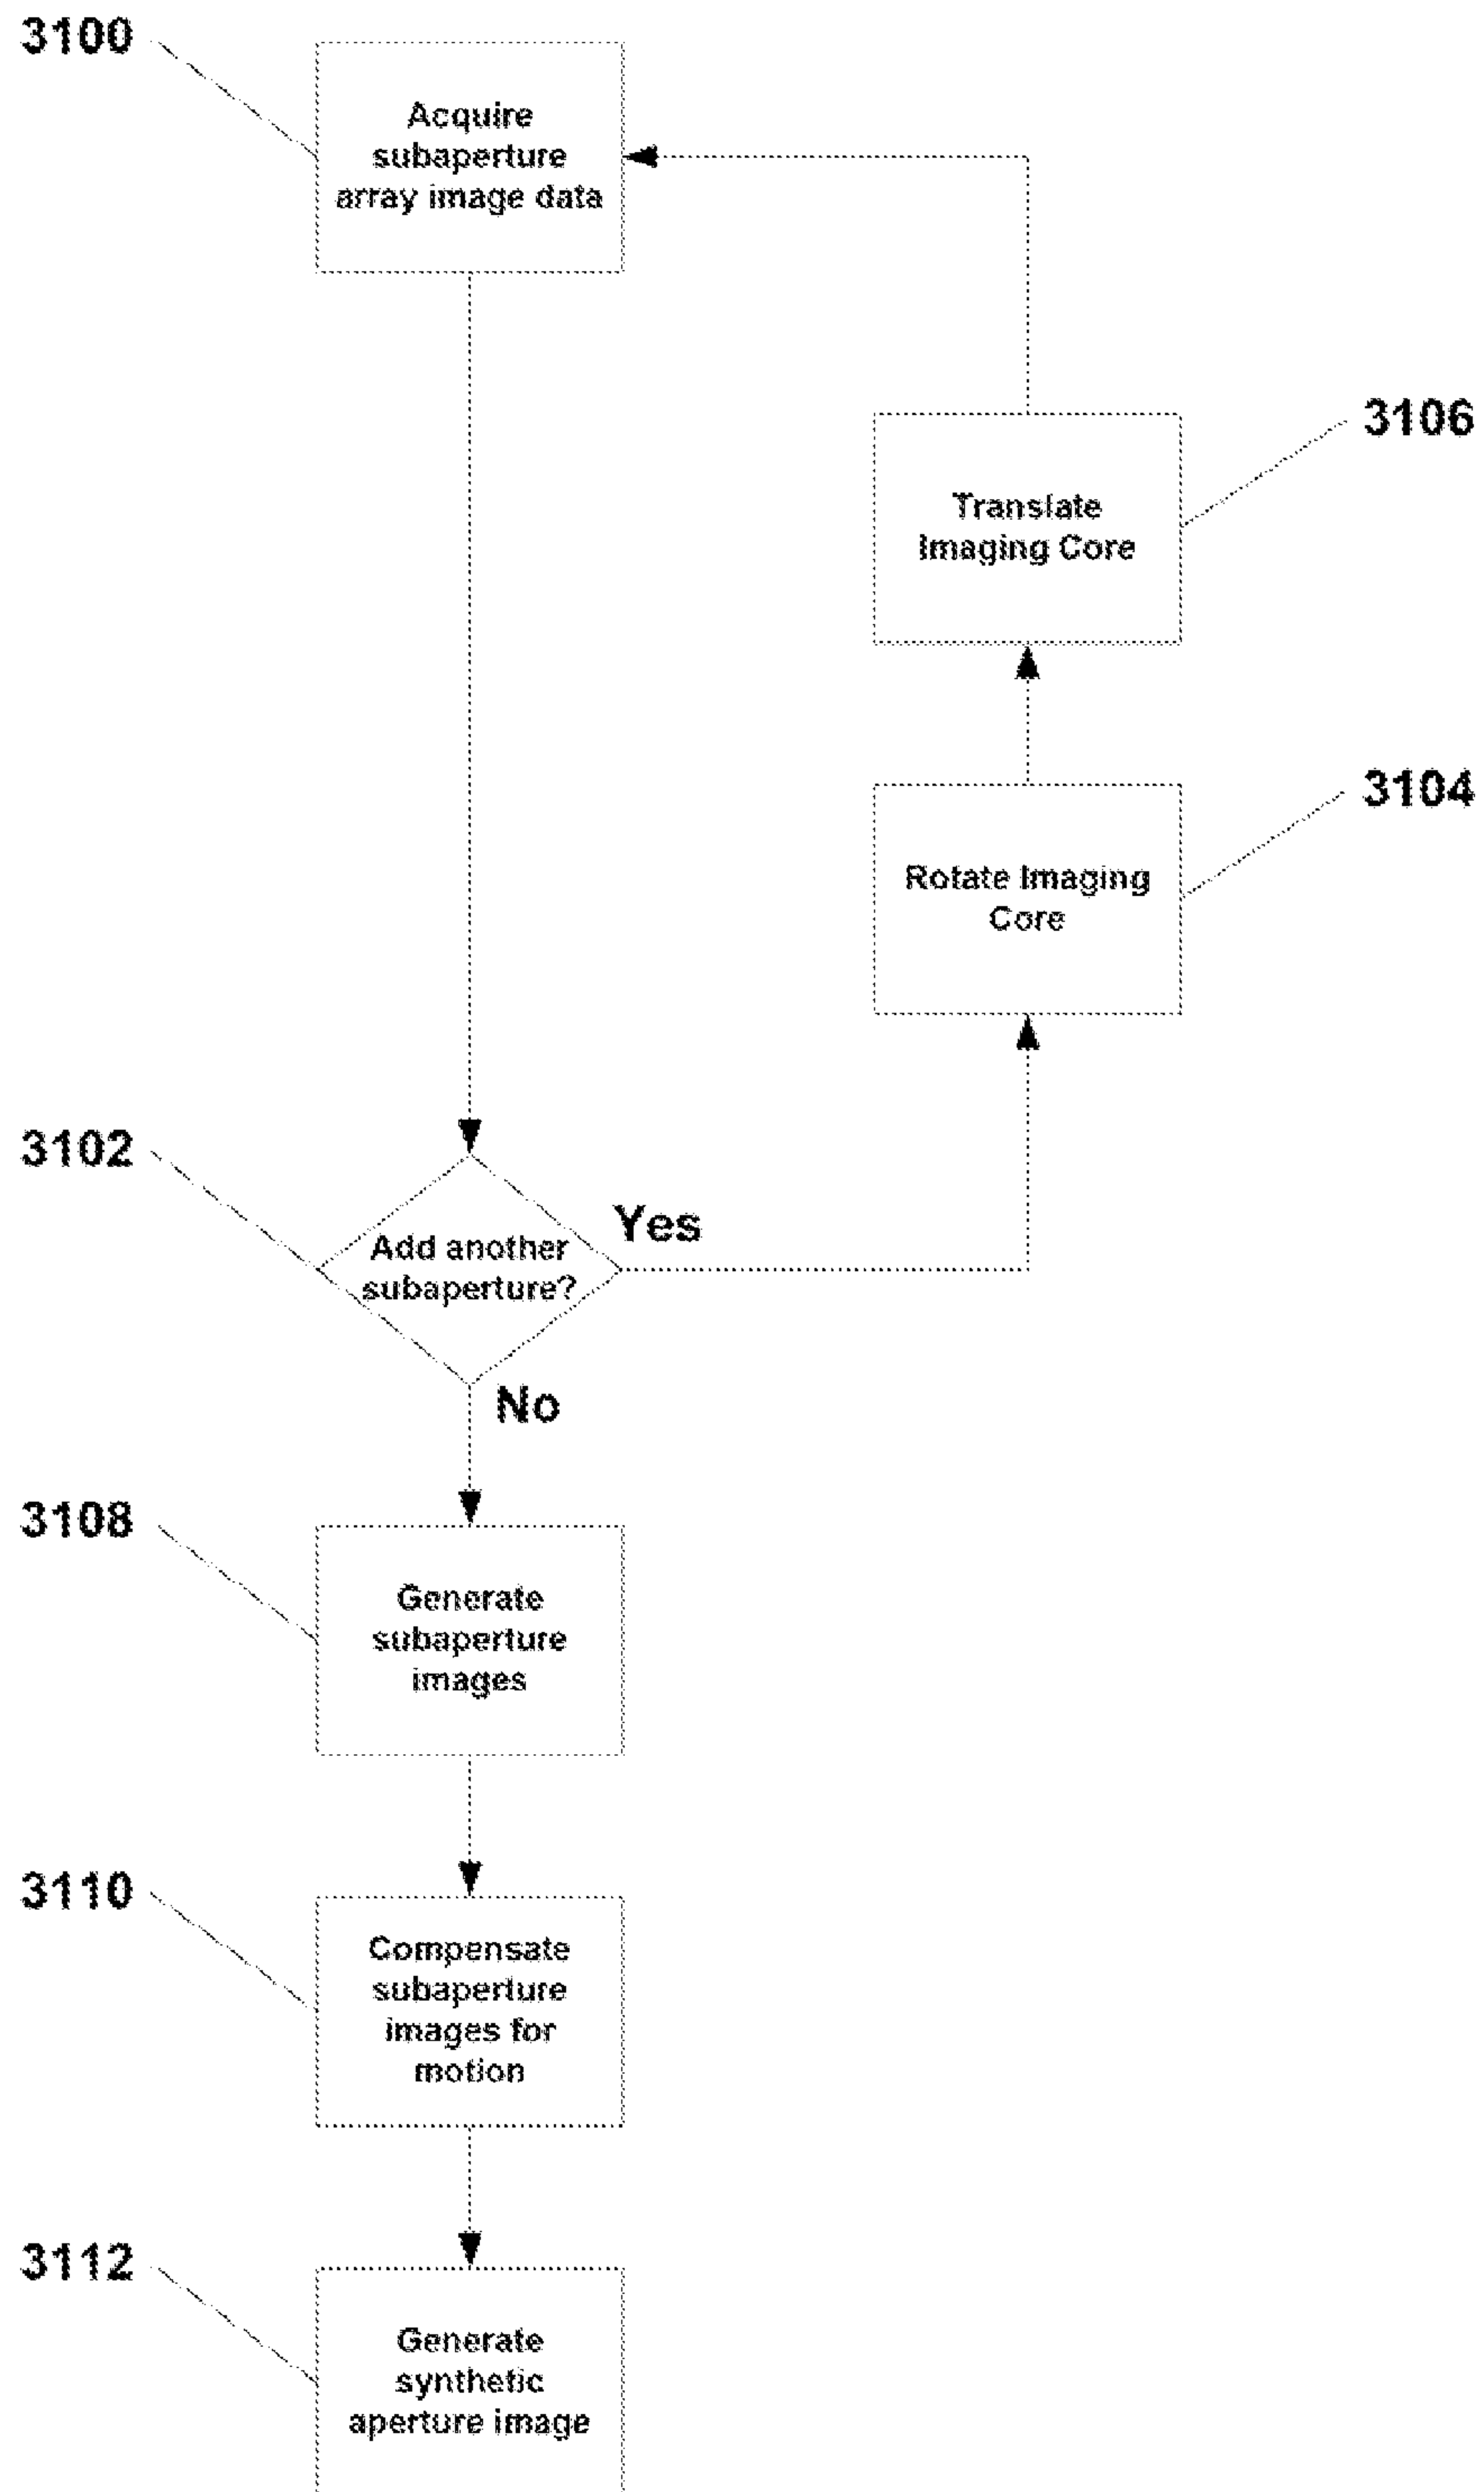 3100
Acquire
subaperture
array image data
3106
Translate
Imaging Core
3104
Rotate Imaging
Core
3102
Add another
subaperture?
Yes
No
3108
Generate
subaperture
images
3110
Compensate
subaperture
images for
motion
3112
Generate
synthetic
aperture image